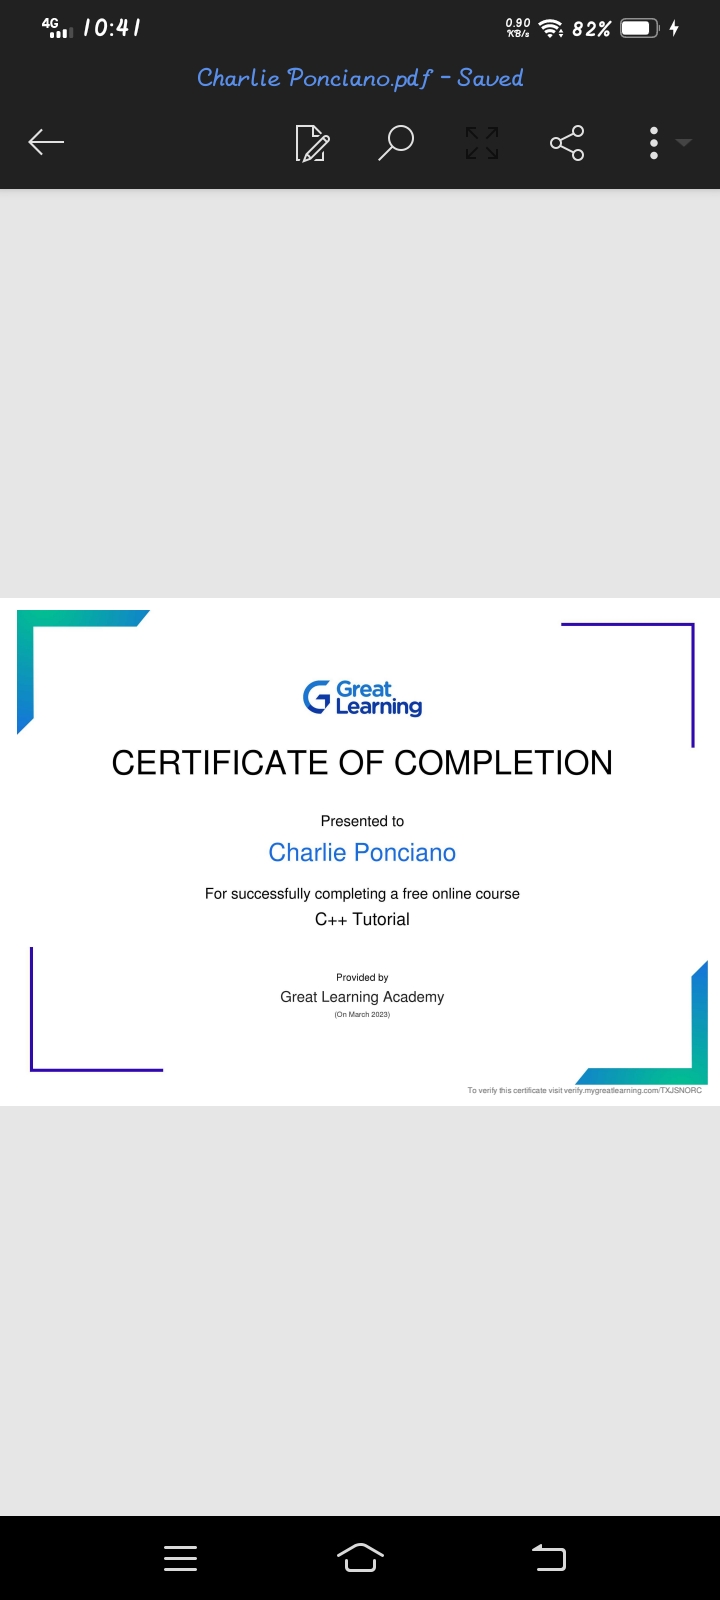 4G 10:41 0.90 KB/s 82%
Charlie Ponciano.pdf - Saved
Great
Learning
CERTIFICATE OF COMPLETION
Presented to
Charlie Ponciano
For successfully completing a free online course
C++ Tutorial
Provided by
Great Learning Academy
(On March 2023)
To verify this certificate visit verify.mygreatlearning.com/TXJSNORC